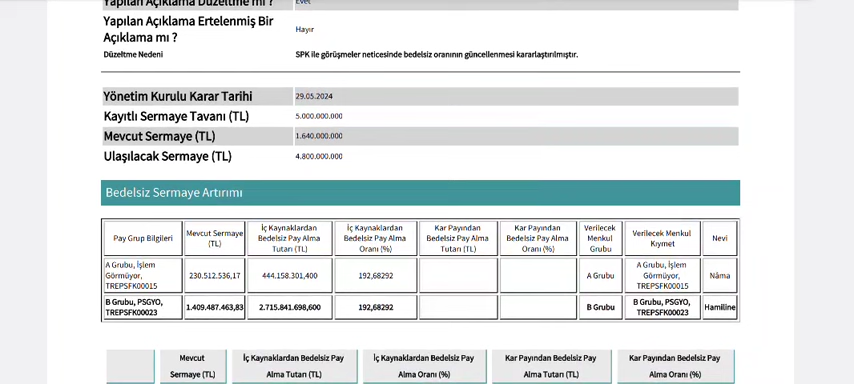 Yapılan Açıklama Düzeltme mi ? Evet
Yapılan Açıklama Ertelenmiş Bir
Açıklama mı ? Hayır
Düzeltme Nedeni SPK ile görüşmeler neticesinde bedelsiz oranının güncellenmesi kararlaştırılmıştır.
Yönetim Kurulu Karar Tarihi 29.05.2024
Kayıtlı Sermaye Tavanı (TL) 5.000.000.000
Mevcut Sermaye (TL) 1.640.000.000
Ulaşılacak Sermaye (TL) 4.800.000.000
Bedelsiz Sermaye Artırımı
Pay Grup Bilgileri
Mevcut Sermaye
(TL)
İç Kaynaklardan
Bedelsiz Pay Alma
Tutarı (TL)
İç Kaynaklardan
Bedelsiz Pay Alma
Oranı (%)
Kar Payından
Bedelsiz Pay Alma
Tutarı (TL)
Kar Payından
Bedelsiz Pay Alma
Oranı (%)
Verilecek
Menkul
Grubu
Verilecek Menkul
Kıymet
Nevi
A Grubu, İşlem
Görmüyor,
TREPSFK00015
230.512.536,17
444.158.301,400
192,68292
A Grubu
A Grubu, İşlem
Görmüyor,
TREPSFK00015
Nâma
B Grubu, PSGYO,
TREPSFK00023
1.409.487.463,83
2.715.841.698,600
192,68292
B Grubu
B Grubu, PSGYO,
TREPSFK00023
Hamiline
Mevcut
Sermaye (TL)
İç Kaynaklardan Bedelsiz Pay
Alma Tutarı (TL)
İç Kaynaklardan Bedelsiz Pay
Alma Oranı (%)
Kar Payından Bedelsiz Pay
Alma Tutarı (TL)
Kar Payından Bedelsiz Pay
Alma Oranı (%)